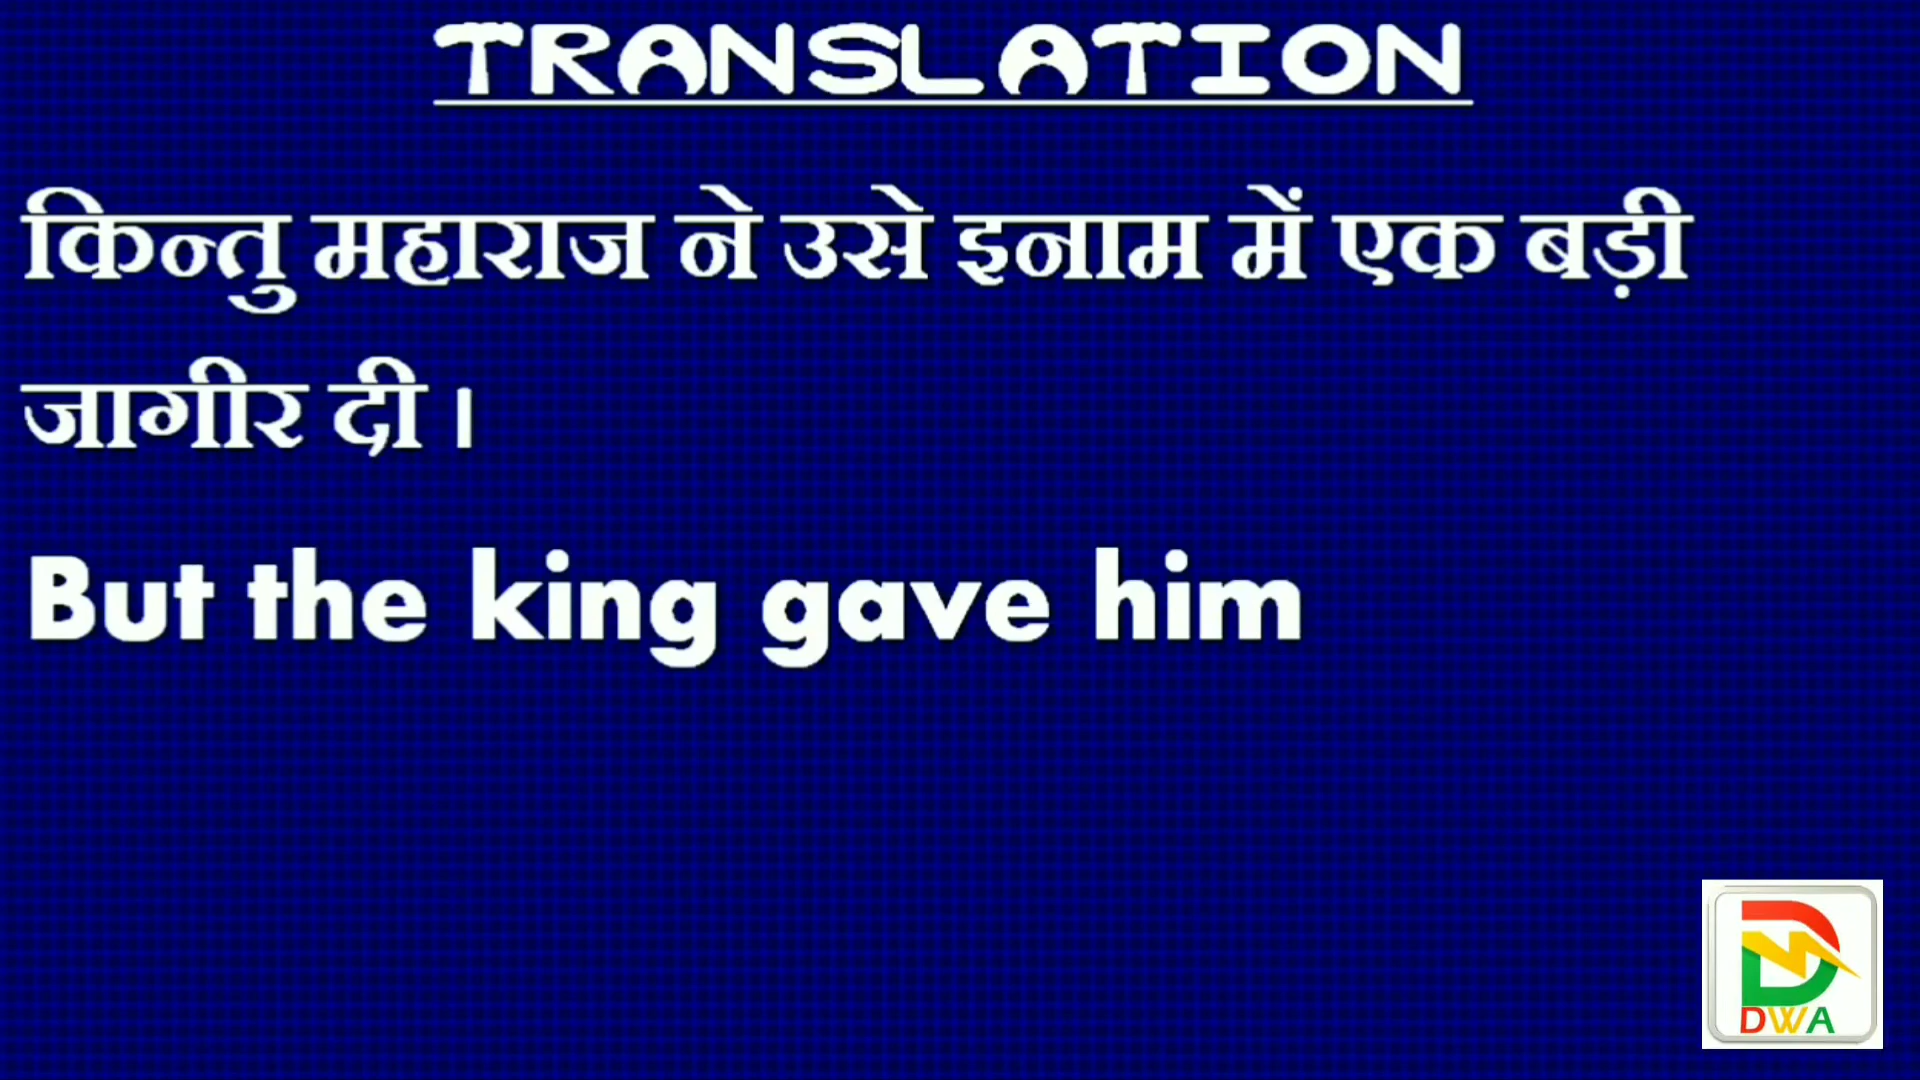 TRANSLATION
किन्तु महाराज ने उसे इनाम में एक बड़ी
जागीर दी ।
But the king gave him
DWA